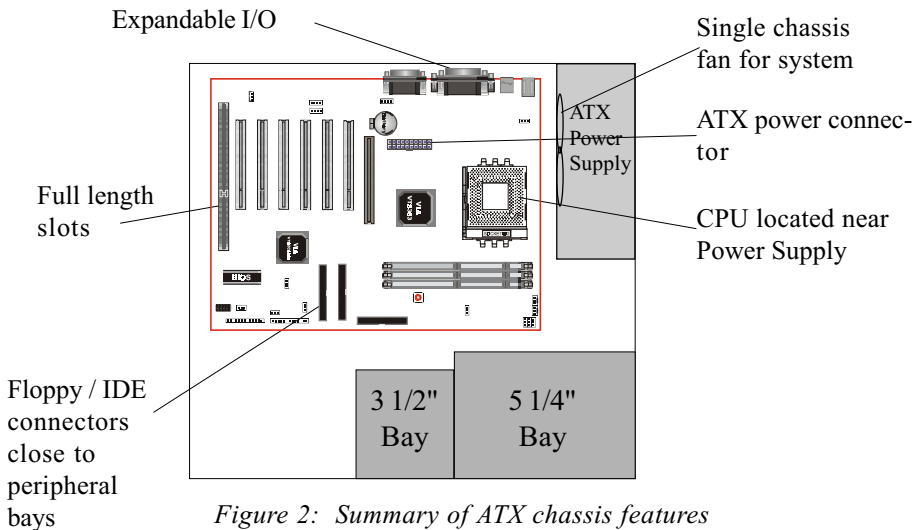 Expandable I/O
Single chassis
fan for system
ATX
Power
Supply
ATX power connec-
tor
Full length
slots
CPU located near
Power Supply
VIA
BIOS
Floppy / IDE
connectors
close to
peripheral
bays
3 1/2"
Bay
5 1/4"
Bay
Figure 2: Summary of ATX chassis features